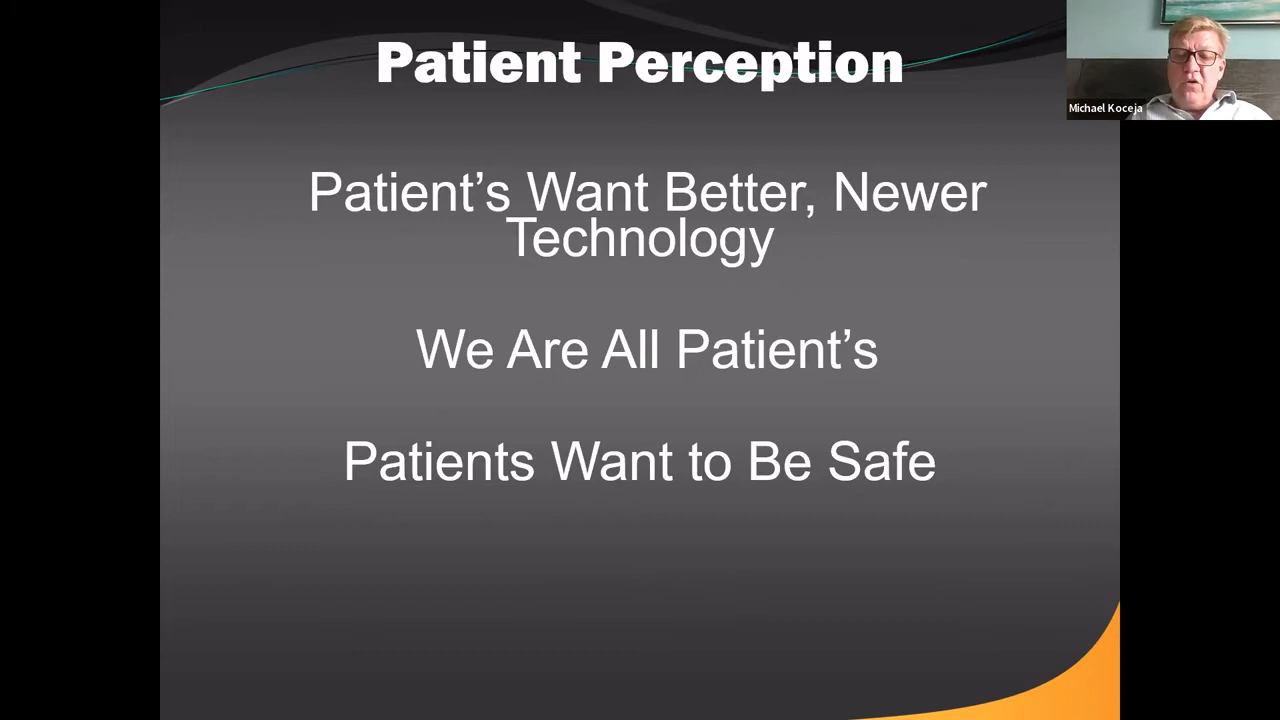 Patient Perception
Michael Koceja
Patient’s Want Better, Newer
Technology
We Are All Patient’s
Patients Want to Be Safe